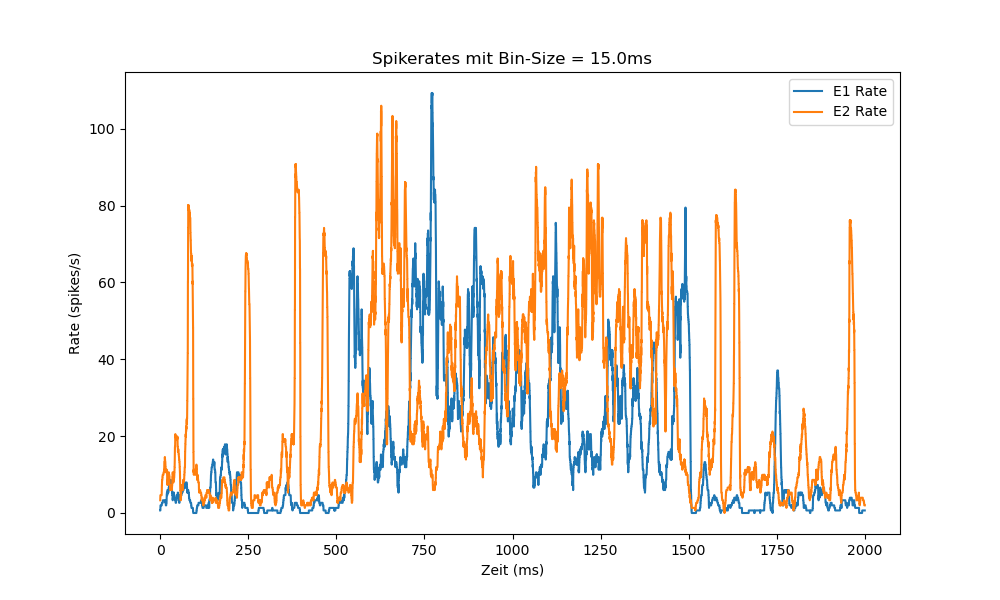 Spikerates mit Bin-Size = 15.0ms
E1 Rate
E2 Rate
Rate (spikes/s)
100
80
60
40
20
0
0 250 500 750 1000 1250 1500 1750 2000
Zeit (ms)